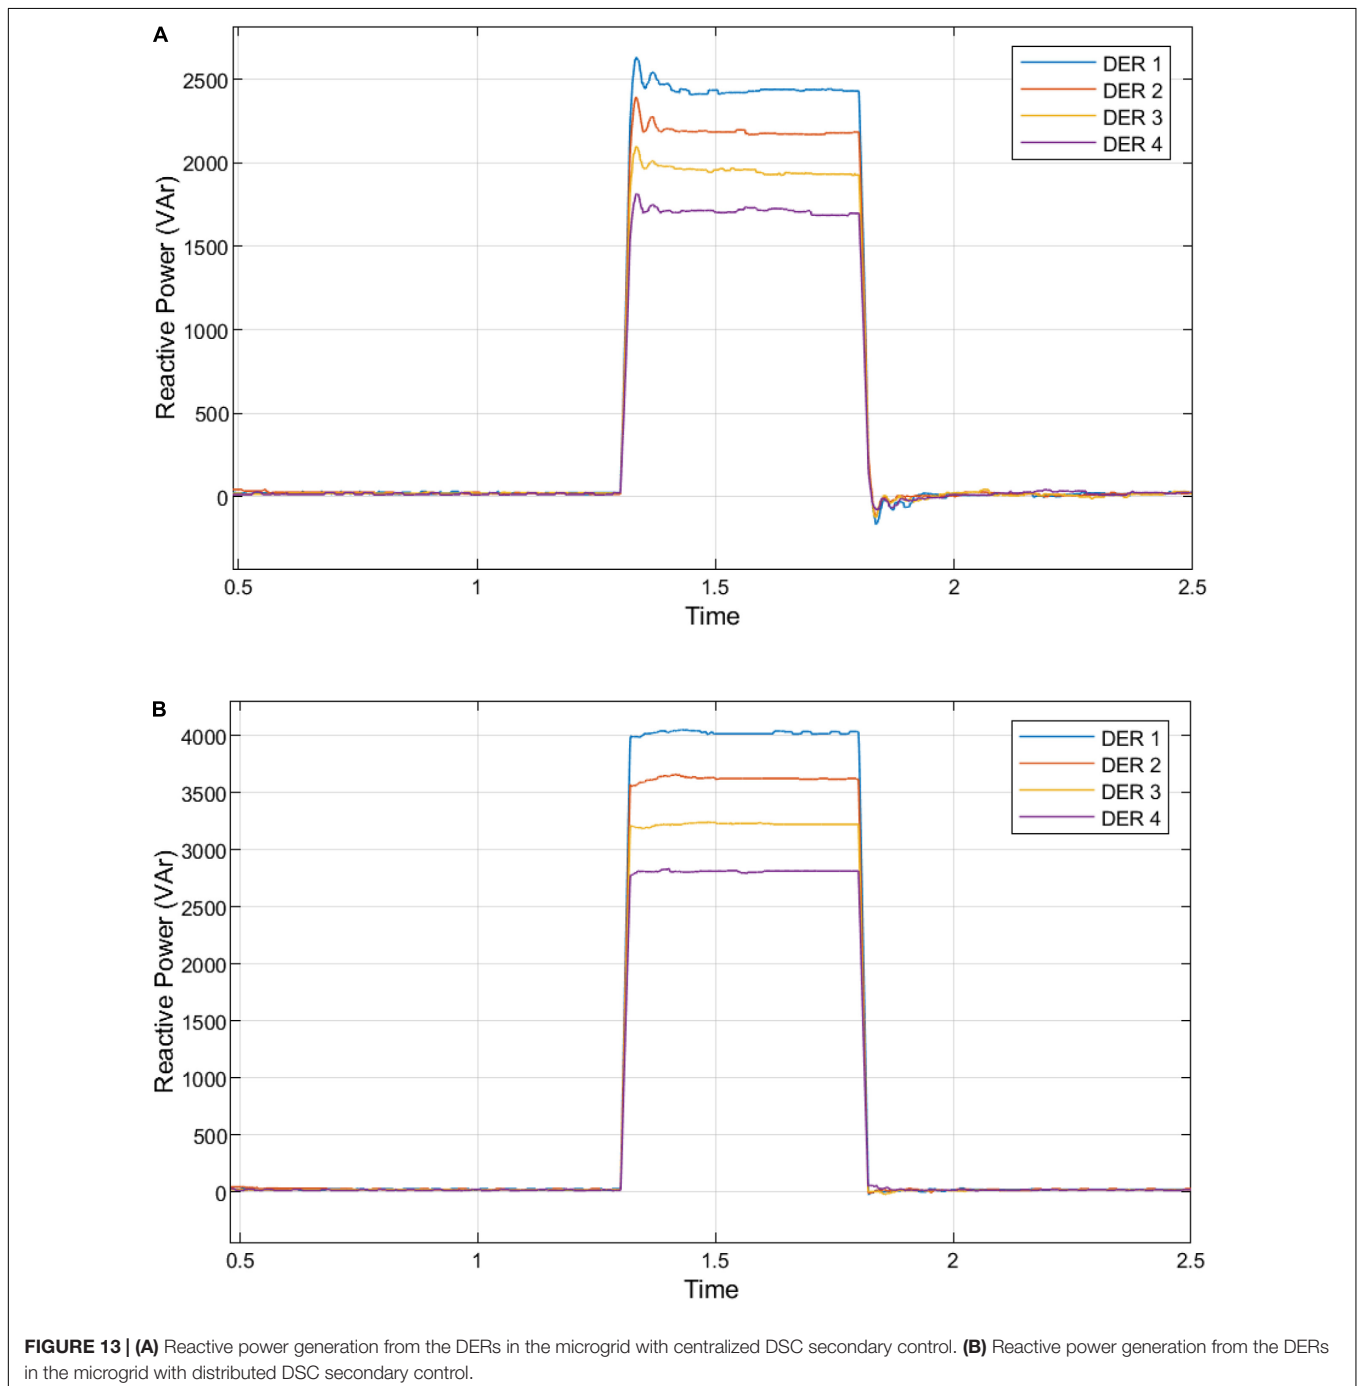 A
2500
2000
1500
1000
500
0
Reactive Power (VAr)
0.5 1 1.5 2 2.5
Time
DER 1
DER 2
DER 3
DER 4
B
4000
3500
3000
2500
2000
1500
1000
500
0
Reactive Power (VAr)
0.5 1 1.5 2 2.5
Time
DER 1
DER 2
DER 3
DER 4
FIGURE 13 | (A) Reactive power generation from the DERs in the microgrid with centralized DSC secondary control. (B) Reactive power generation from the DERs
in the microgrid with distributed DSC secondary control.